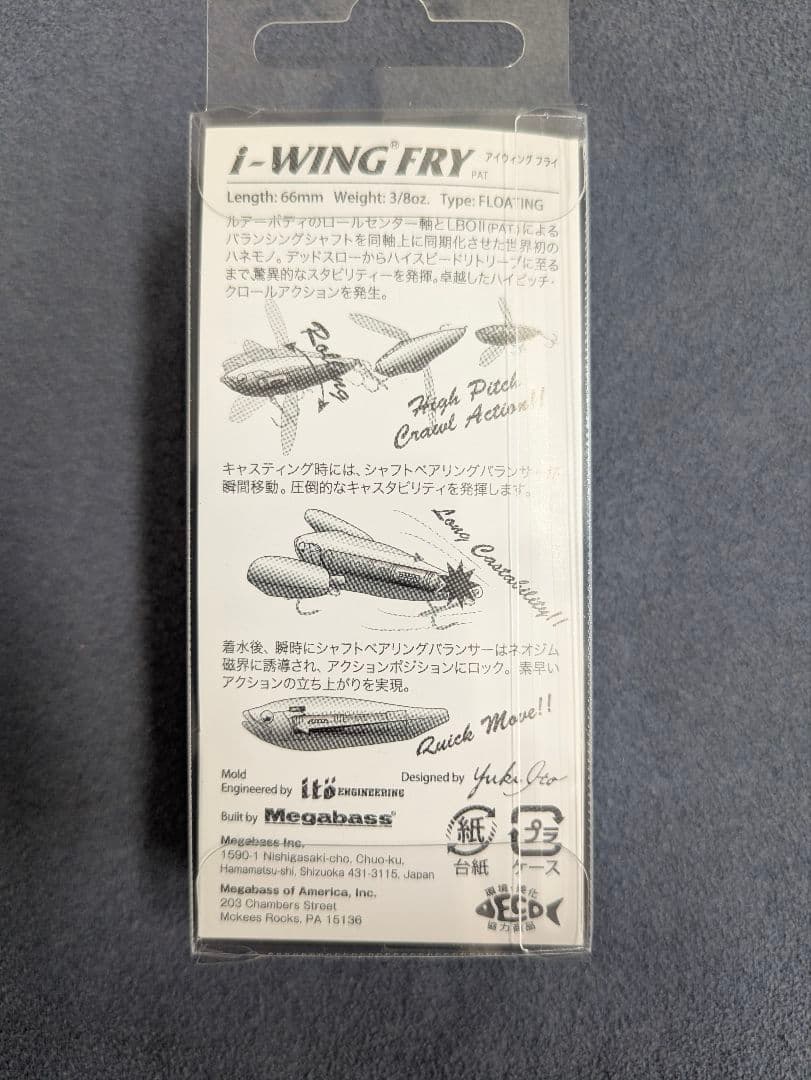 i-WING® FRY PAT アイウィング フライ
Length: 66mm Weight: 3/8oz. Type: FLOATING
ルアーボディのロールセンター軸とLBOII(PAT.)による
バランシングシャフトを同軸上に同期化させた世界初の
ハネモノ。デッドスローからハイスピードリトリーブに至る
まで、驚異的なスタビリティーを発揮。卓越したハイピッチ・
クロールアクションを発生。
Rolling
High Pitch
Crawl Action!!
キャスティング時には、シャフトベアリングバランサーが
瞬間移動。圧倒的なキャスタビリティを発揮します。
Long Castability!!
着水後、瞬時にシャフトベアリングバランサーはネオジム
磁界に誘導され、アクションポジションにロック。素早い
アクションの立ち上がりを実現。
Quick Move!!
Mold
Engineered by itö ENGINEERING
Designed by Yuki Ito
Built by Megabass®
紙
台紙
プラ
ケース
Megabass Inc.
1590-1 Nishigasaki-cho, Chuo-ku,
Hamamatsu-shi, Shizuoka 431-3115, Japan
Megabass of America, Inc.
203 Chambers Street
Mckees Rocks, PA 15136
環境・浄化
ECO
協力商品